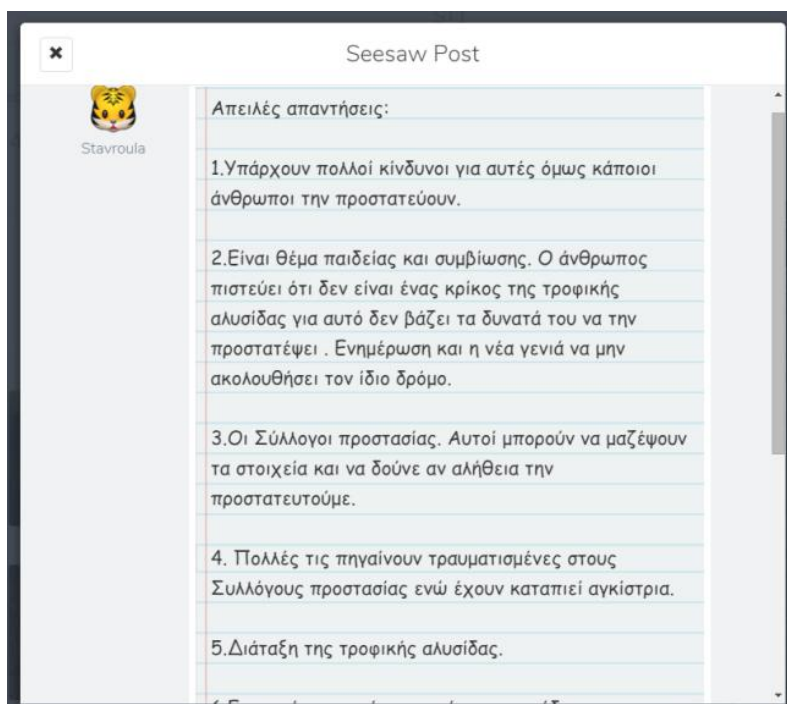 Seesaw Post
Stavroula
Απειλές απαντήσεις:
1.Υπάρχουν πολλοί κίνδυνοι για αυτές όμως κάποιοι
άνθρωποι την προστατεύουν.
2.Είναι θέμα παιδείας και συμβίωσης. Ο άνθρωπος
πιστεύει ότι δεν είναι ένας κρίκος της τροφικής
αλυσίδας για αυτό δεν βάζει τα δυνατά του να την
προστατέψει . Ενημέρωση και η νέα γενιά να μην
ακολουθήσει τον ίδιο δρόμο.
3.Οι Σύλλογοι προστασίας. Αυτοί μπορούν να μαζέψουν
τα στοιχεία και να δούνε αν αλήθεια την
προστατευτούμε.
4. Πολλές τις πηγαίνουν τραυματισμένες στους
Συλλόγους προστασίας ενώ έχουν καταπιεί αγκίστρια.
5.Διάταξη της τροφικής αλυσίδας.